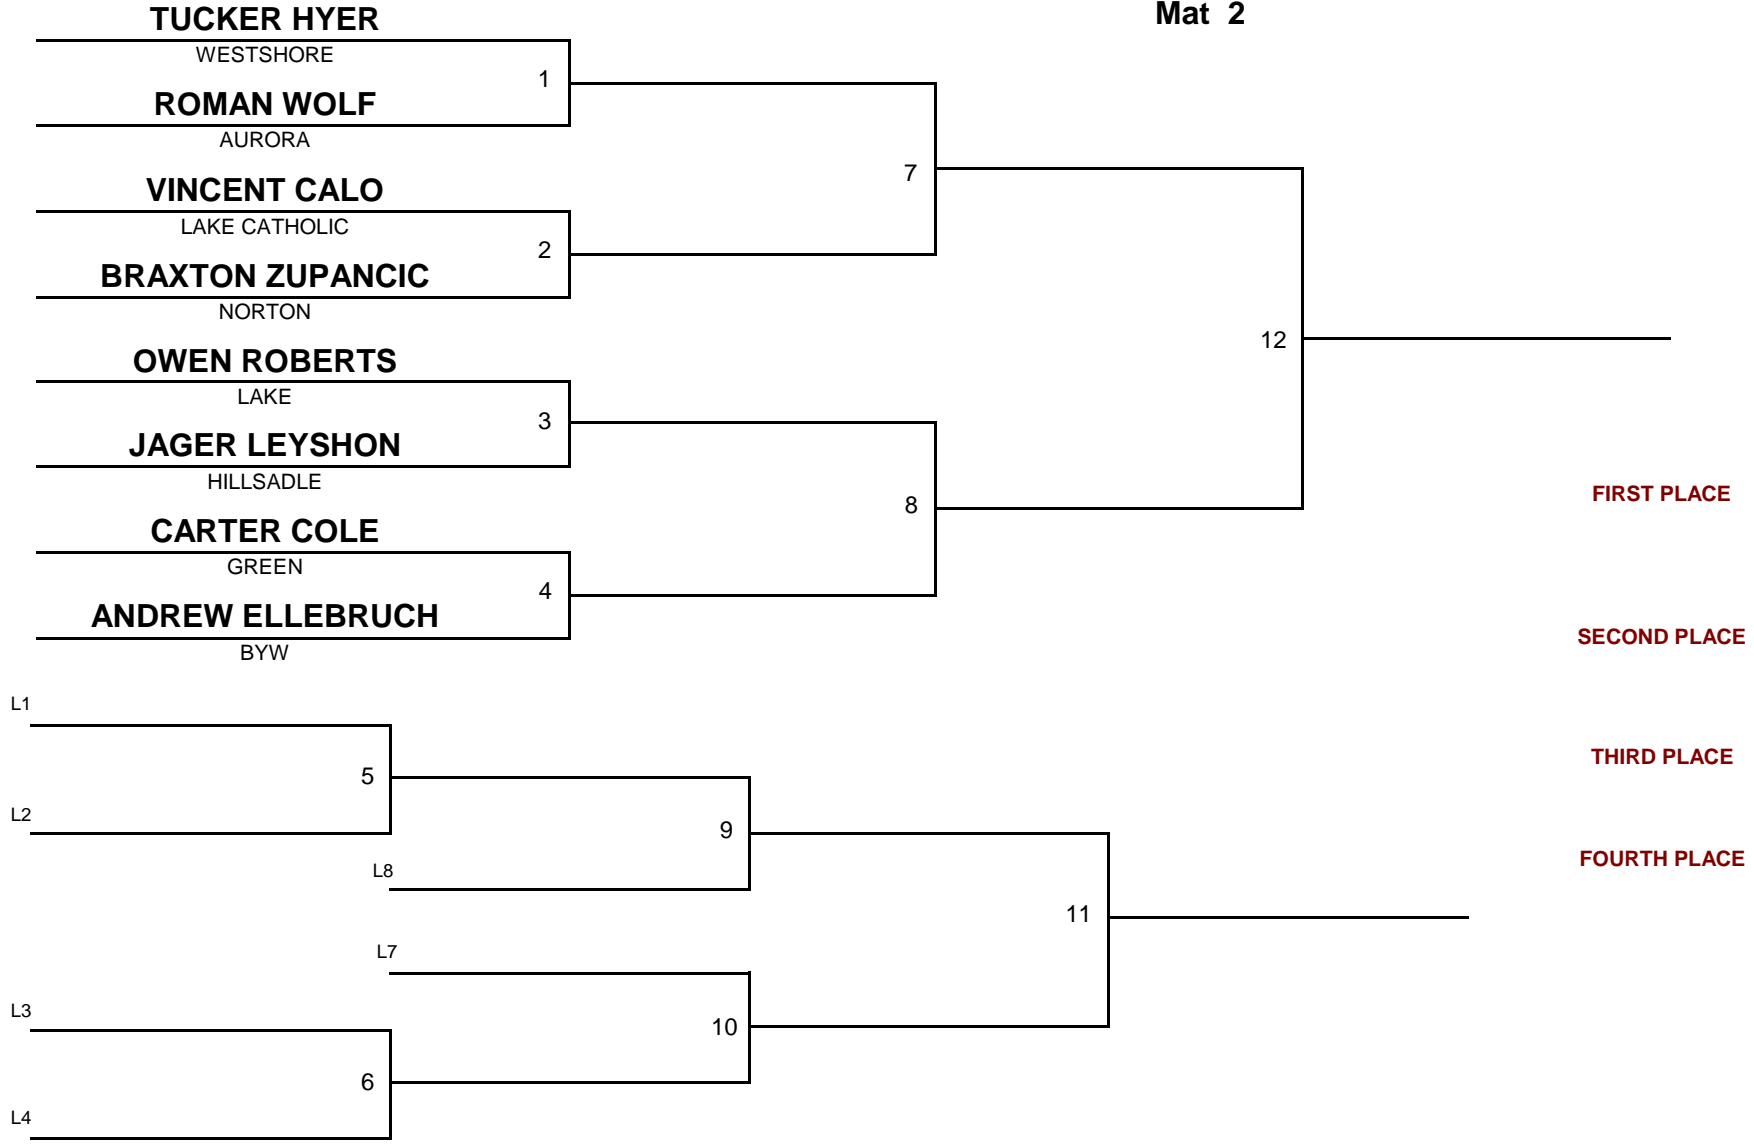 TUCKER HYER
Mat 2
WESTSHORE
1
ROMAN WOLF
AURORA
7
VINCENT CALO
LAKE CATHOLIC
2
BRAXTON ZUPANCIC
NORTON
12
OWEN ROBERTS
LAKE
3
JAGER LEYSHON
HILLSADLE
FIRST PLACE
8
CARTER COLE
GREEN
4
ANDREW ELLEBRUCH
BYW
SECOND PLACE
L1
5
THIRD PLACE
L2
9
FOURTH PLACE
L8
11
L7
L3
10
6
L4